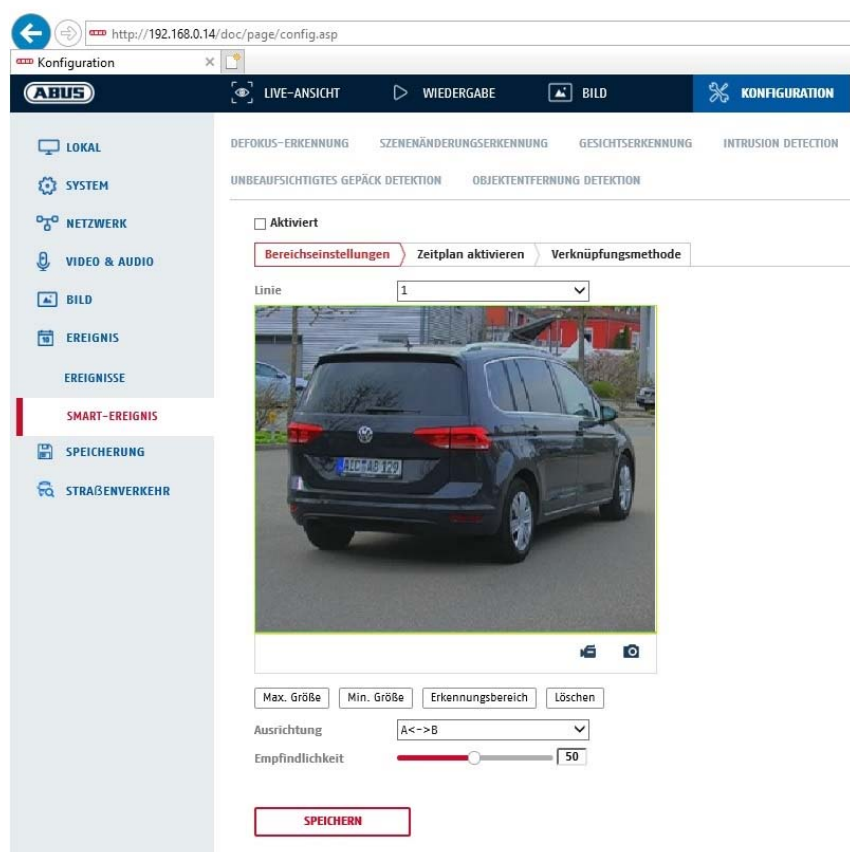 http://192.168.0.14/doc/page/config.asp
Konfiguration
ABUS
LIVE-ANSICHT WIEDERGABE BILD KONFIGURATION
LOKAL
SYSTEM
NETZWERK
VIDEO & AUDIO
BILD
EREIGNIS
EREIGNISSE
SMART-EREIGNIS
SPEICHERUNG
STRAßENVERKEHR
DEFOKUS-ERKENNUNG SZENENÄNDERUNGSERKENNUNG GESICHTSERKENNUNG INTRUSION DETECTION
UNBEAUFSICHTIGTES GEPÄCK DETEKTION OBJEKTENTFERNUNG DETEKTION
Aktiviert
Bereichseinstellungen Zeitplan aktivieren Verknüpfungsmethode
Linie 1
AIC AB 129
Max. Größe Min. Größe Erkennungsbereich Löschen
Ausrichtung A<->B
Empfindlichkeit 50
SPEICHERN